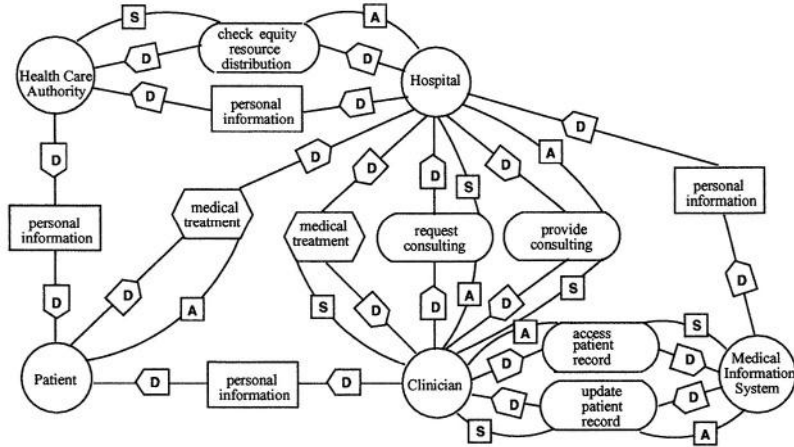 S
A
check equity
resource
distribution
D
D
Health Care
Authority
Hospital
D
personal
information
D
D
D
D
D
S
D
A
D
personal
information
personal
information
medical
treatment
medical
treatment
request
consulting
provide
consulting
D
D
D
D
D
D
A
S
A
S
A
S
access
patient
record
D
D
Patient
D
personal
information
D
Clinician
Medical
Information
System
D
D
update
patient
record
S
A